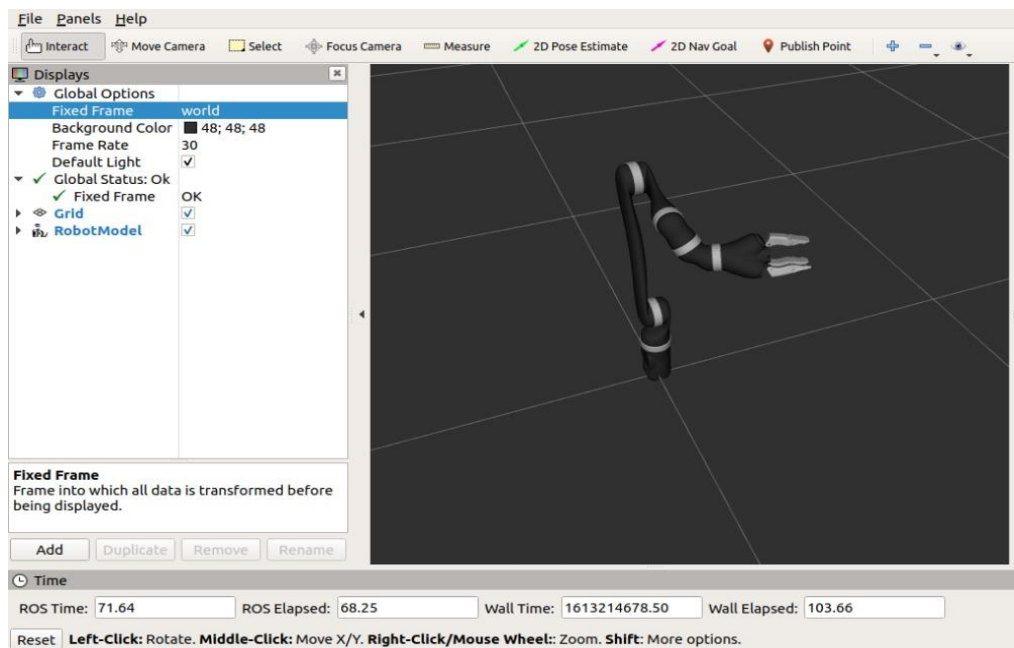 File Panels Help
Interact Move Camera Select Focus Camera Measure 2D Pose Estimate 2D Nav Goal Publish Point
Displays
Global Options
Fixed Frame world
Background Color 48; 48; 48
Frame Rate 30
Default Light
Global Status: Ok
Fixed Frame OK
Grid
RobotModel
Fixed Frame
Frame into which all data is transformed before
being displayed.
Add Duplicate Remove Rename
Time
ROS Time: 71.64 ROS Elapsed: 68.25 Wall Time: 1613214678.50 Wall Elapsed: 103.66
Reset Left-Click: Rotate. Middle-Click: Move X/Y. Right-Click/Mouse Wheel:: Zoom. Shift: More options.